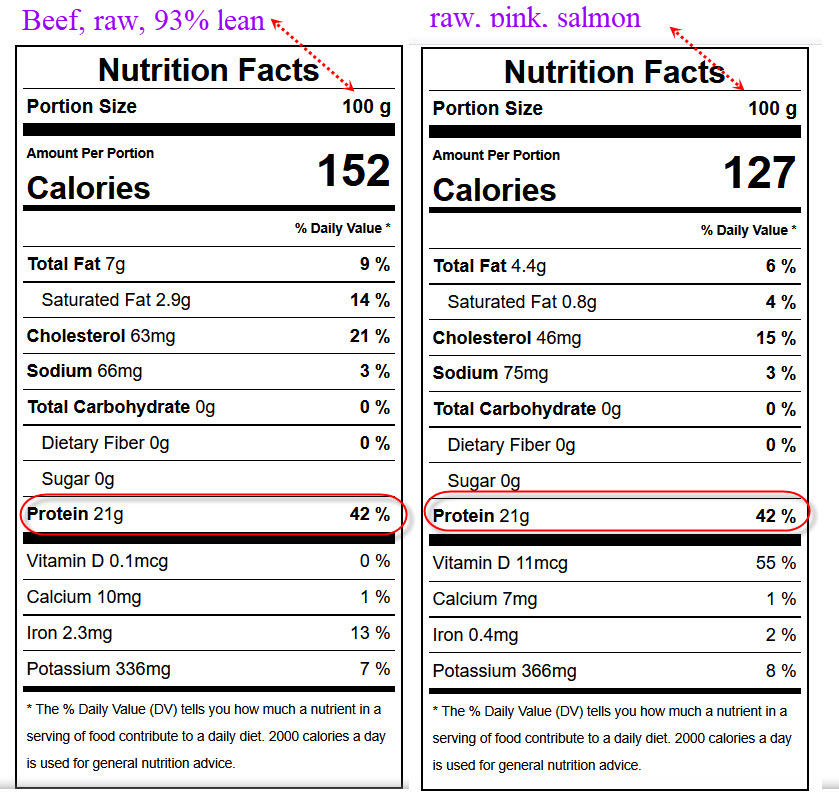 Beef, raw, 93% lean
Nutrition Facts
Portion Size 100 g
Amount Per Portion
Calories 152
% Daily Value *
Total Fat 7g 9 %
Saturated Fat 2.9g 14 %
Cholesterol 63mg 21 %
Sodium 66mg 3 %
Total Carbohydrate 0g 0 %
Dietary Fiber 0g 0 %
Sugar 0g
Protein 21g 42 %
Vitamin D 0.1mcg 0 %
Calcium 10mg 1 %
Iron 2.3mg 13 %
Potassium 336mg 7 %
* The % Daily Value (DV) tells you how much a nutrient in a
serving of food contribute to a daily diet. 2000 calories a day
is used for general nutrition advice.
raw, pink, salmon
Nutrition Facts
Portion Size 100 g
Amount Per Portion
Calories 127
% Daily Value *
Total Fat 4.4g 6 %
Saturated Fat 0.8g 4 %
Cholesterol 46mg 15 %
Sodium 75mg 3 %
Total Carbohydrate 0g 0 %
Dietary Fiber 0g 0 %
Sugar 0g
Protein 21g 42 %
Vitamin D 11mcg 55 %
Calcium 7mg 1 %
Iron 0.4mg 2 %
Potassium 366mg 8 %
* The % Daily Value (DV) tells you how much a nutrient in a
serving of food contribute to a daily diet. 2000 calories a day
is used for general nutrition advice.